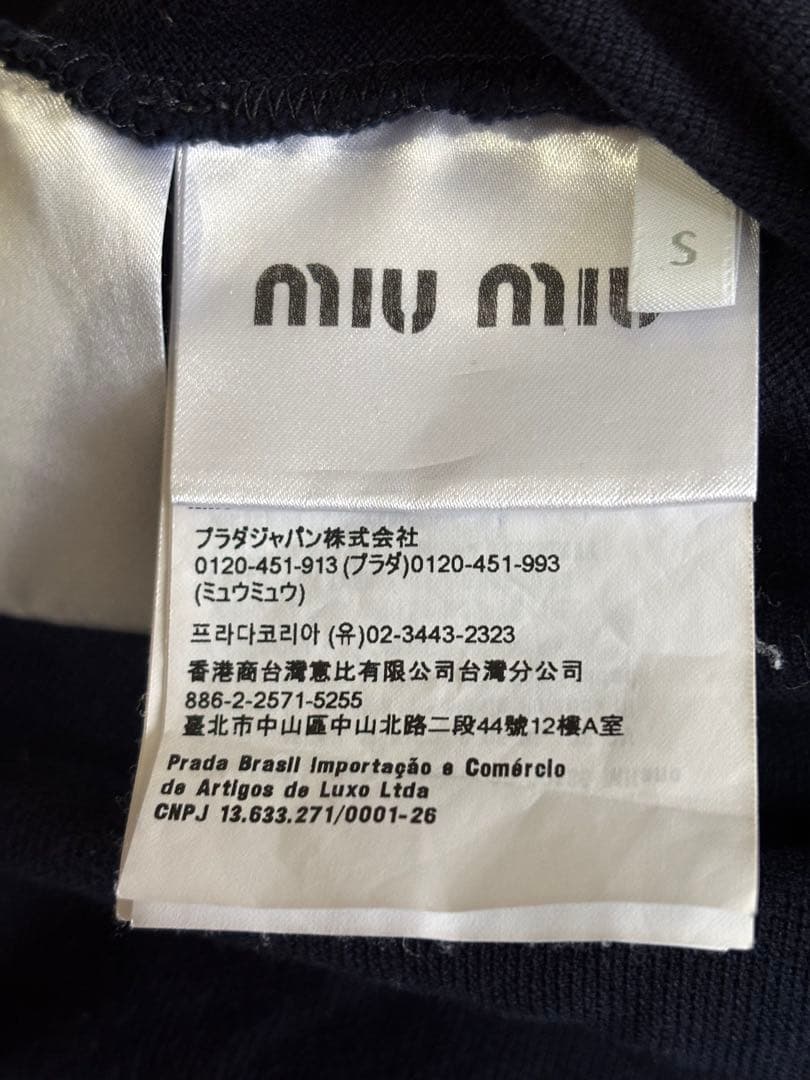 miu miu
S
プラダジャパン株式会社
0120-451-913 (プラダ)0120-451-993
(ミュウミュウ)
프라다코리아 (유)02-3443-2323
香港商台灣惠比有限公司台灣分公司
886-2-2571-5255
臺北市中山區中山北路二段44號12樓A室
Prada Brasil Importação e Comércio
de Artigos de Luxo Ltda
CNPJ 13.633.271/0001-26